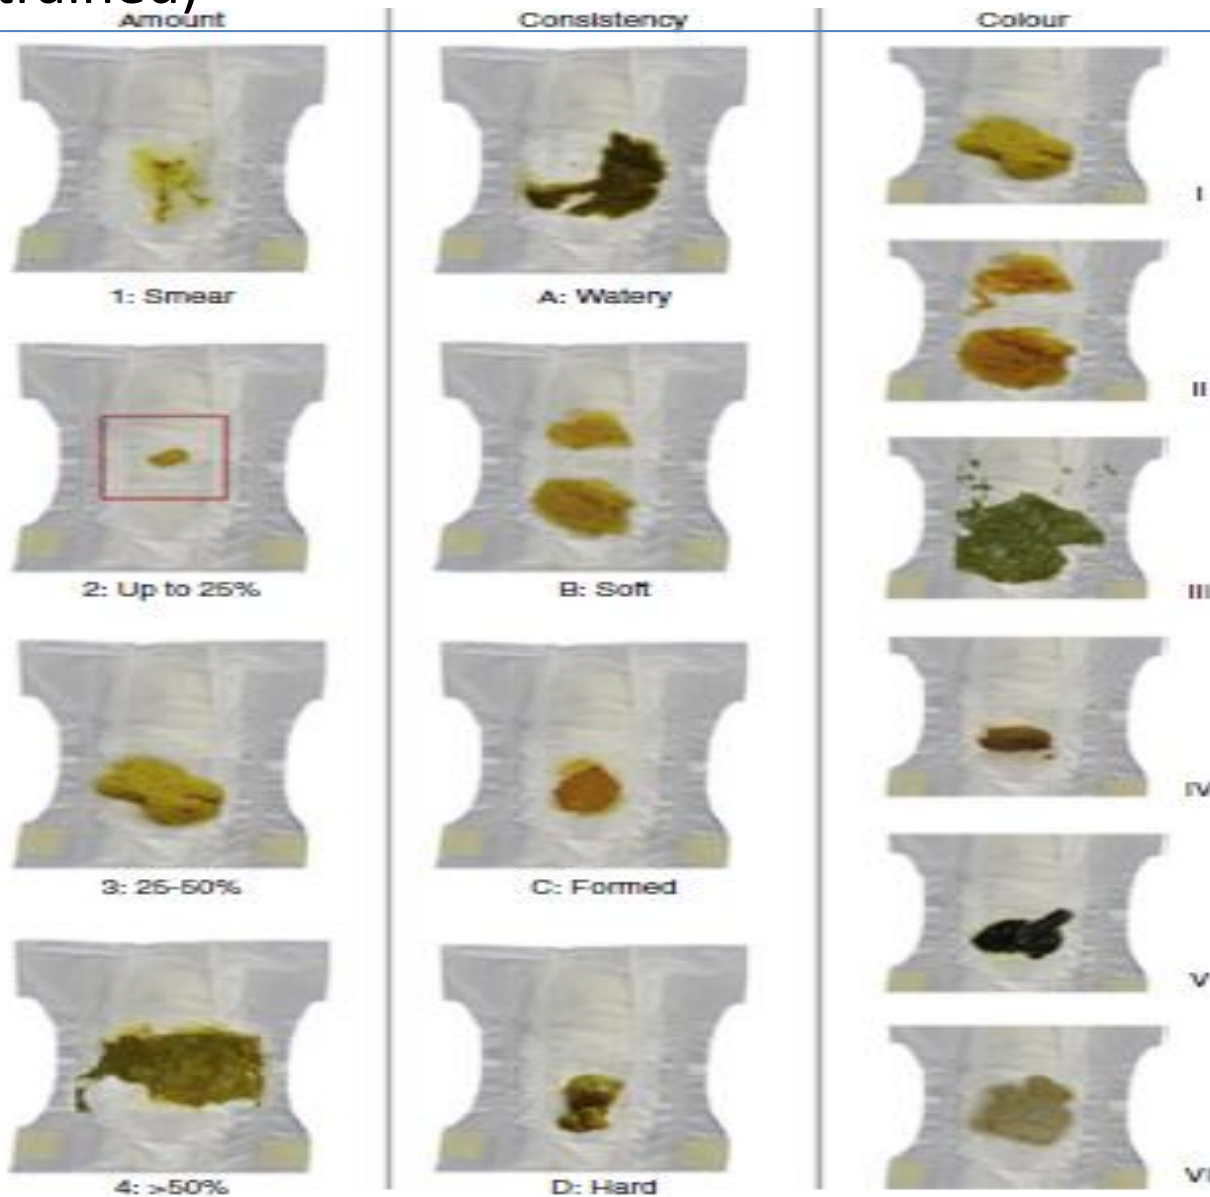 trained)
Amount Consistency Colour
I
1: Smear A: Watery
II
2: Up to 25% B: Soft
III
IV
3: 25-50% C: Formed
V
4: >50% D: Hard
VI